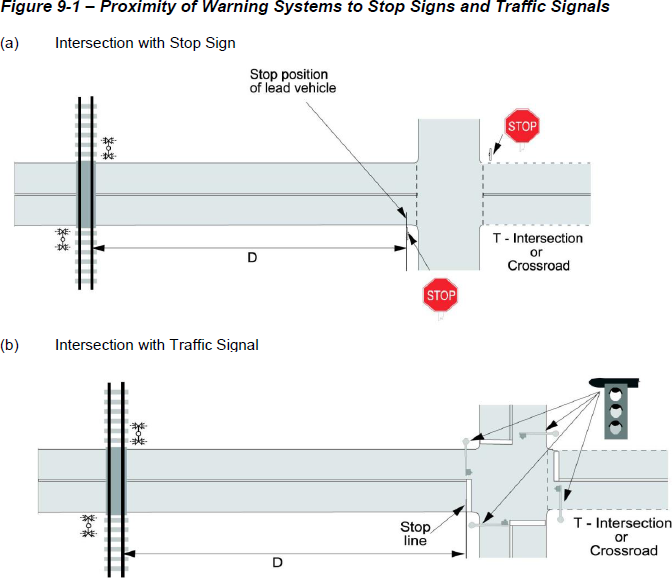 Figure 9-1 – Proximity of Warning Systems to Stop Signs and Traffic Signals
(a) Intersection with Stop Sign
Stop position
of lead vehicle
STOP
T - Intersection
or
Crossroad
D
STOP
(b) Intersection with Traffic Signal
Stop
line
T - Intersection
or
Crossroad
D